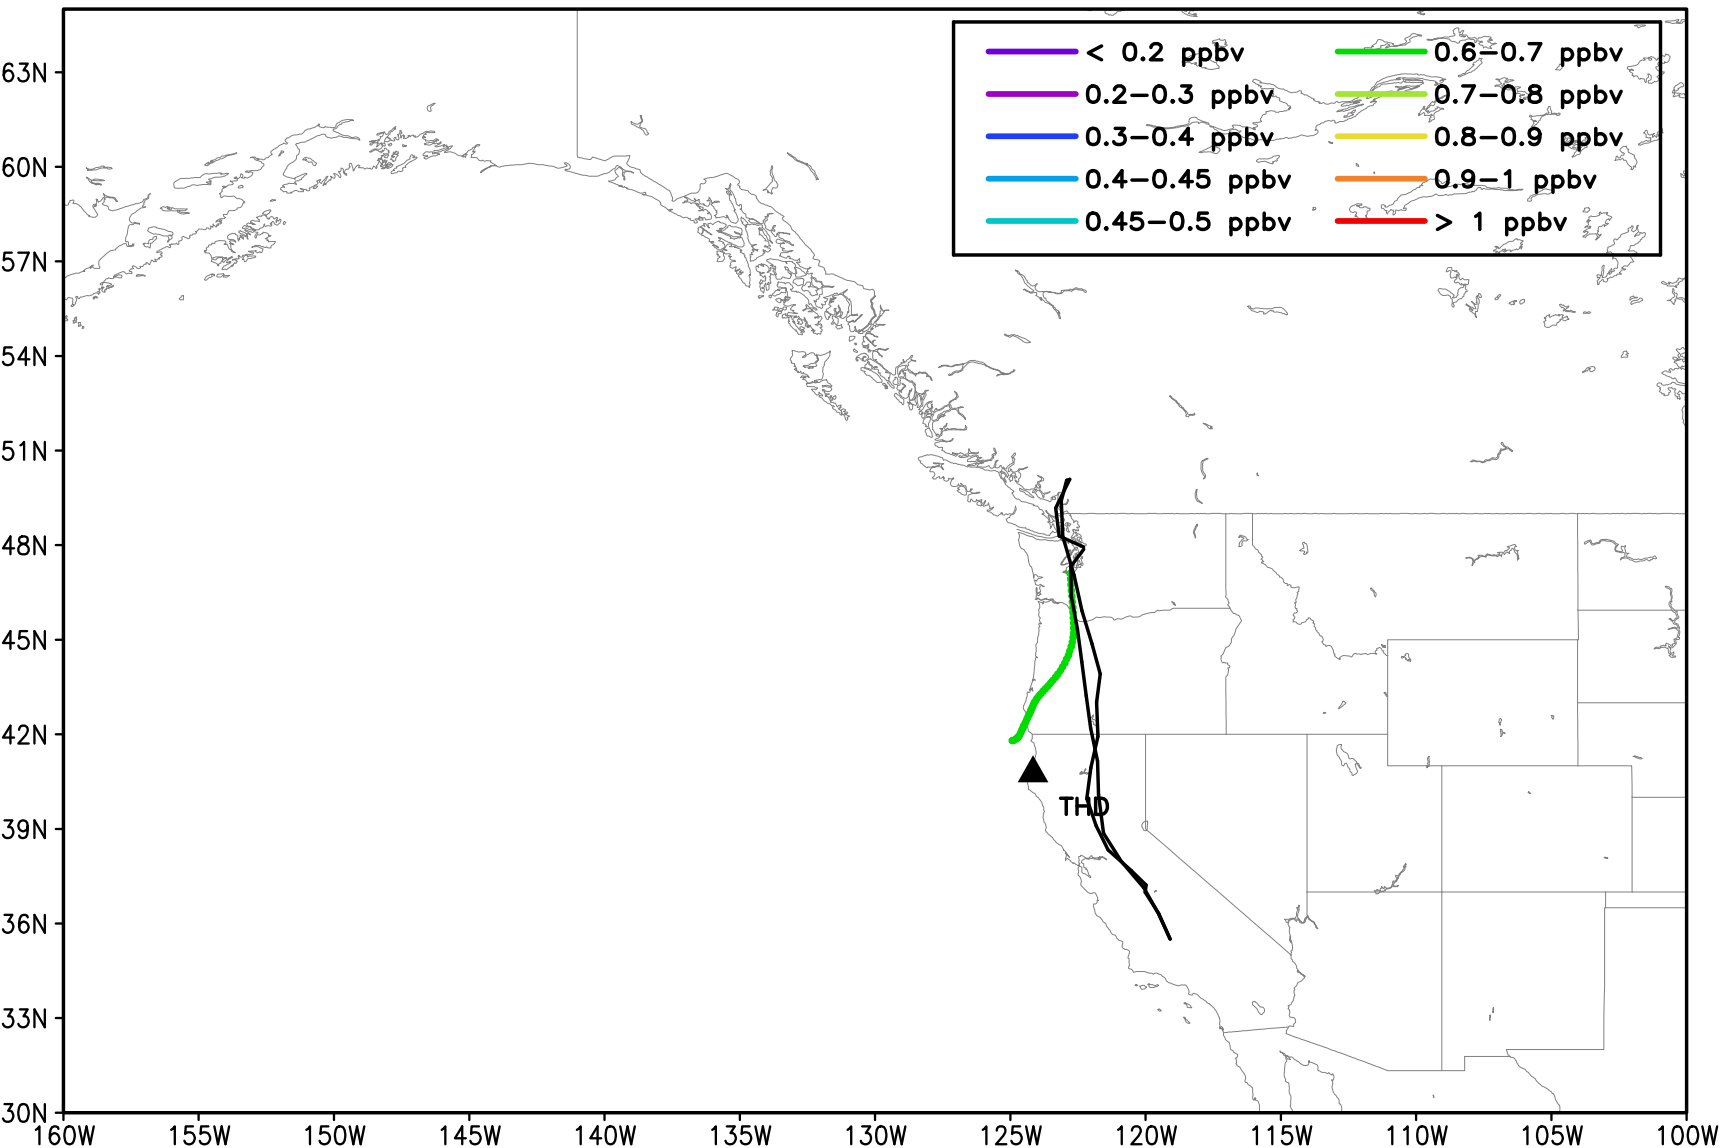 < 0.2 ppbv 0.6-0.7 ppbv
0.2-0.3 ppbv 0.7-0.8 ppbv
0.3-0.4 ppbv 0.8-0.9 ppbv
0.4-0.45 ppbv 0.9-1 ppbv
0.45-0.5 ppbv > 1 ppbv
63N
60N
57N
54N
51N
48N
45N
42N
39N
36N
33N
30N
THD
160W 155W 150W 145W 140W 135W 130W 125W 120W 115W 110W 105W 100W